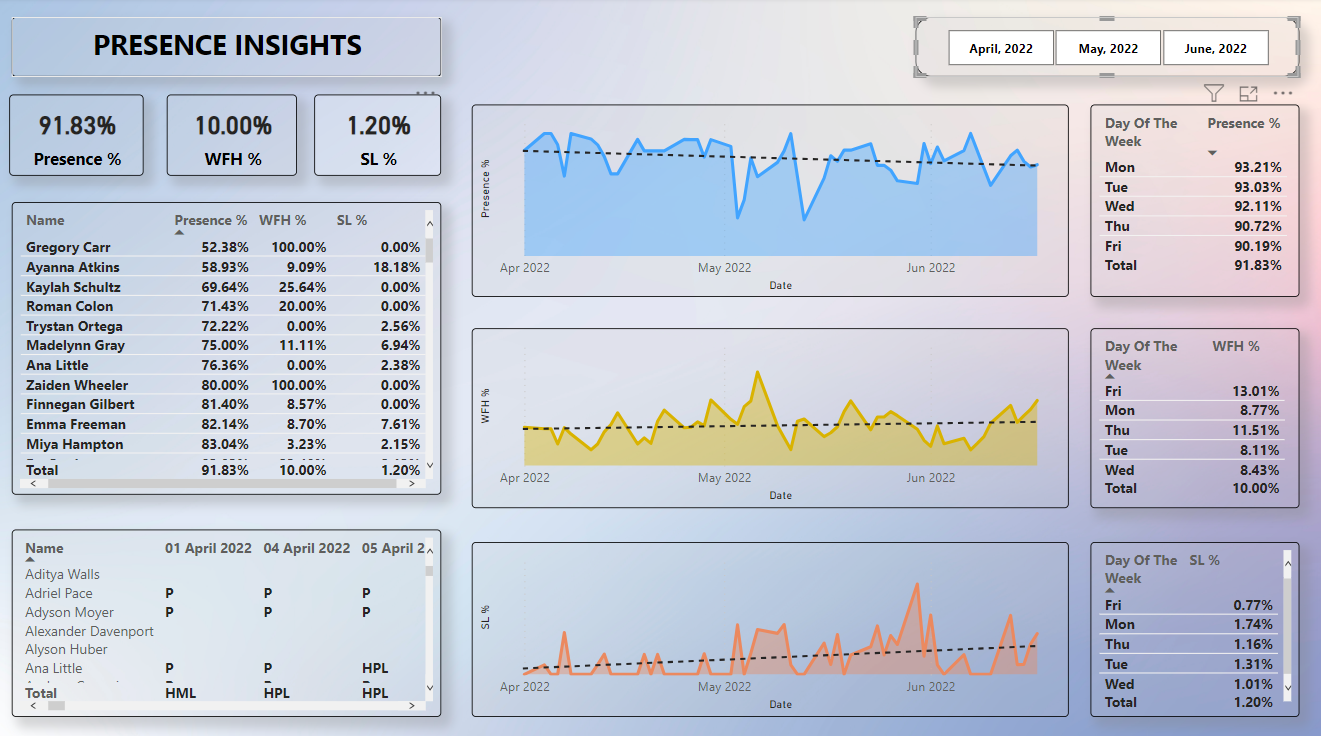 PRESENCE INSIGHTS
April, 2022 May, 2022 June, 2022
91.83% 10.00% 1.20%
Presence % WFH % SL %
Name Presence % WFH % SL %
Gregory Carr 52.38% 100.00% 0.00%
Ayanna Atkins 58.93% 9.09% 18.18%
Kaylah Schultz 69.64% 25.64% 0.00%
Roman Colon 71.43% 20.00% 0.00%
Trystan Ortega 72.22% 0.00% 2.56%
Madelynn Gray 75.00% 11.11% 6.94%
Ana Little 76.36% 0.00% 2.38%
Zaiden Wheeler 80.00% 100.00% 0.00%
Finnegan Gilbert 81.40% 8.57% 0.00%
Emma Freeman 82.14% 8.70% 7.61%
Miya Hampton 83.04% 3.23% 2.15%
Total 91.83% 10.00% 1.20%
Name 01 April 2022 04 April 2022 05 April 2
Aditya Walls
Adriel Pace P P P
Adyson Moyer P P P
Alexander Davenport
Alyson Huber
Ana Little P P HPL
Total HML HPL HPL
Presence %
Apr 2022 May 2022 Jun 2022
Date
WFH %
Apr 2022 May 2022 Jun 2022
Date
SL %
Apr 2022 May 2022 Jun 2022
Date
Day Of The Presence %
Week
Mon 93.21%
Tue 93.03%
Wed 92.11%
Thu 90.72%
Fri 90.19%
Total 91.83%
Day Of The WFH %
Week
Fri 13.01%
Mon 8.77%
Thu 11.51%
Tue 8.11%
Wed 8.43%
Total 10.00%
Day Of The SL %
Week
Fri 0.77%
Mon 1.74%
Thu 1.16%
Tue 1.31%
Wed 1.01%
Total 1.20%